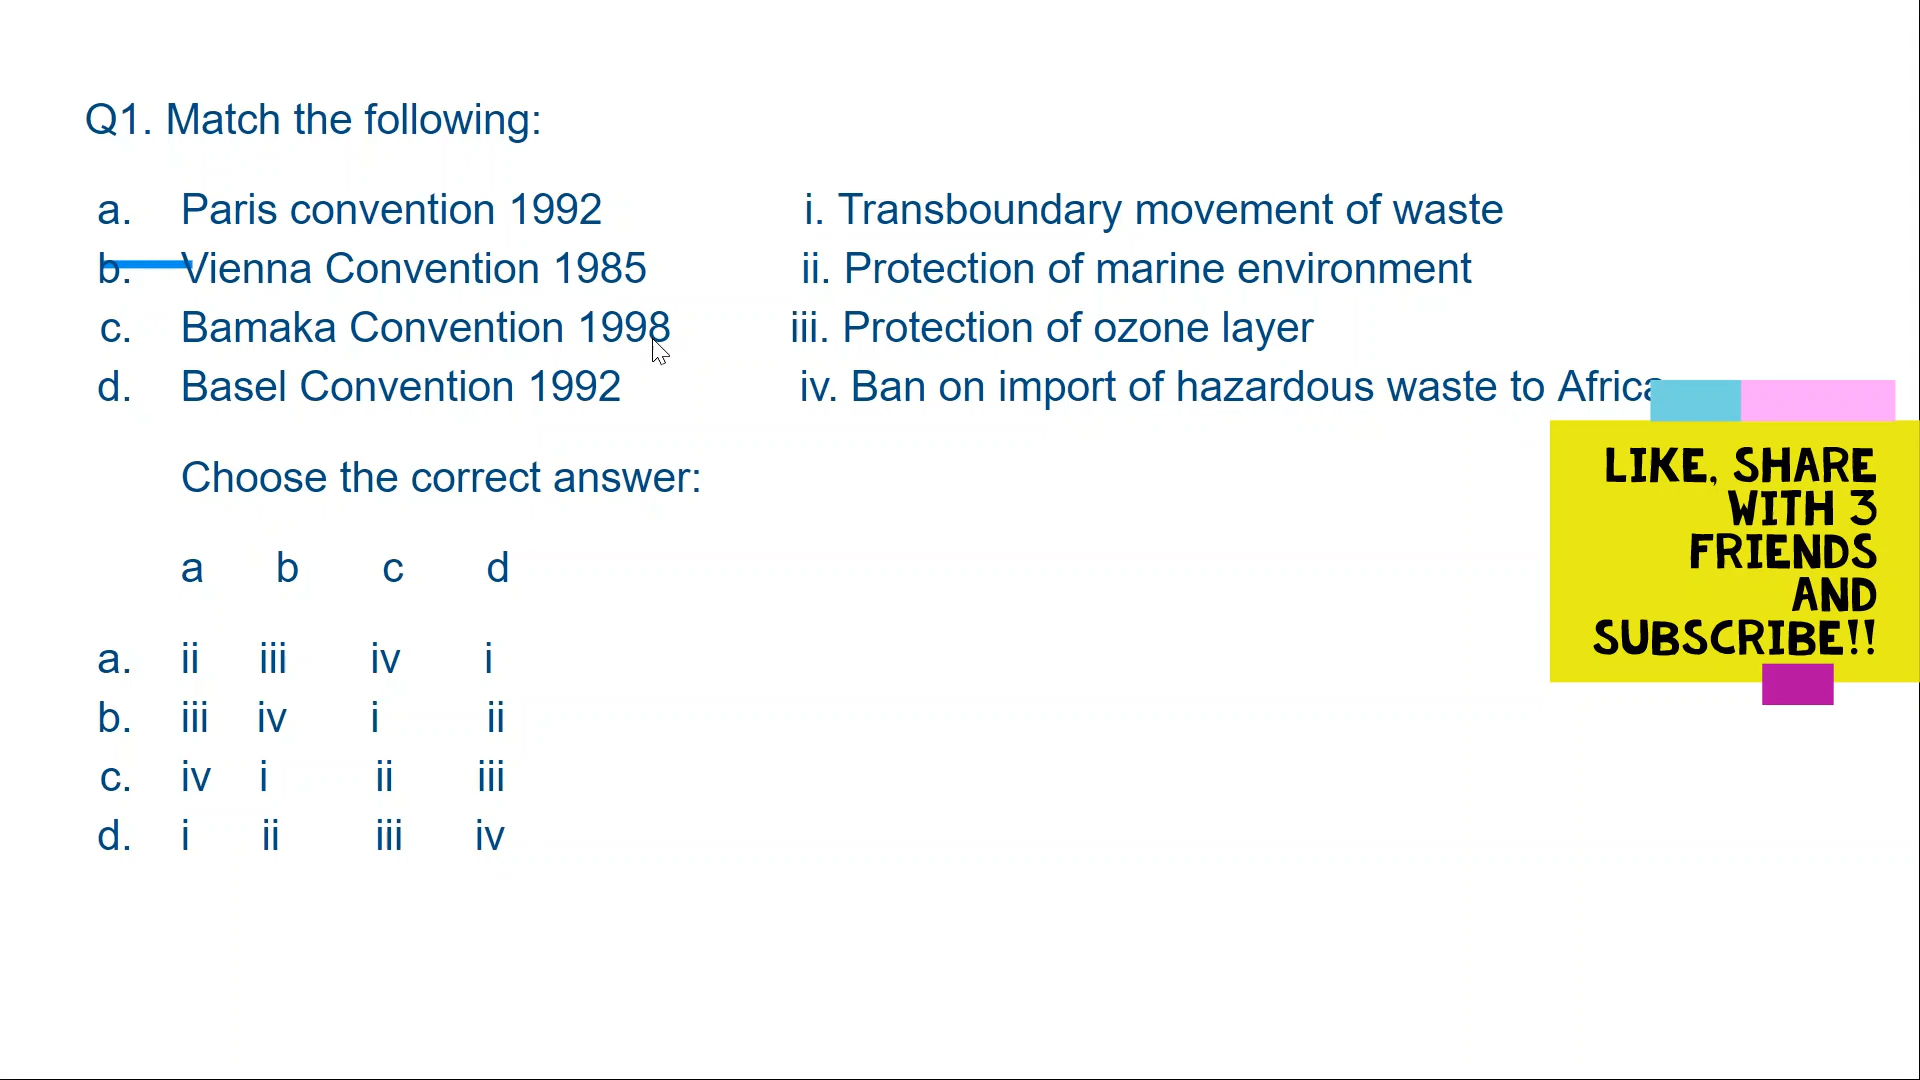 Q1. Match the following:
a. Paris convention 1992 i. Transboundary movement of waste
b. Vienna Convention 1985 ii. Protection of marine environment
c. Bamaka Convention 1998 iii. Protection of ozone layer
d. Basel Convention 1992 iv. Ban on import of hazardous waste to Africa
Choose the correct answer:
a b c d
a. ii iii iv i
b. iii iv i ii
c. iv i ii iii
d. i ii iii iv
LIKE, SHARE
WITH 3
FRIENDS
AND
SUBSCRIBE!!